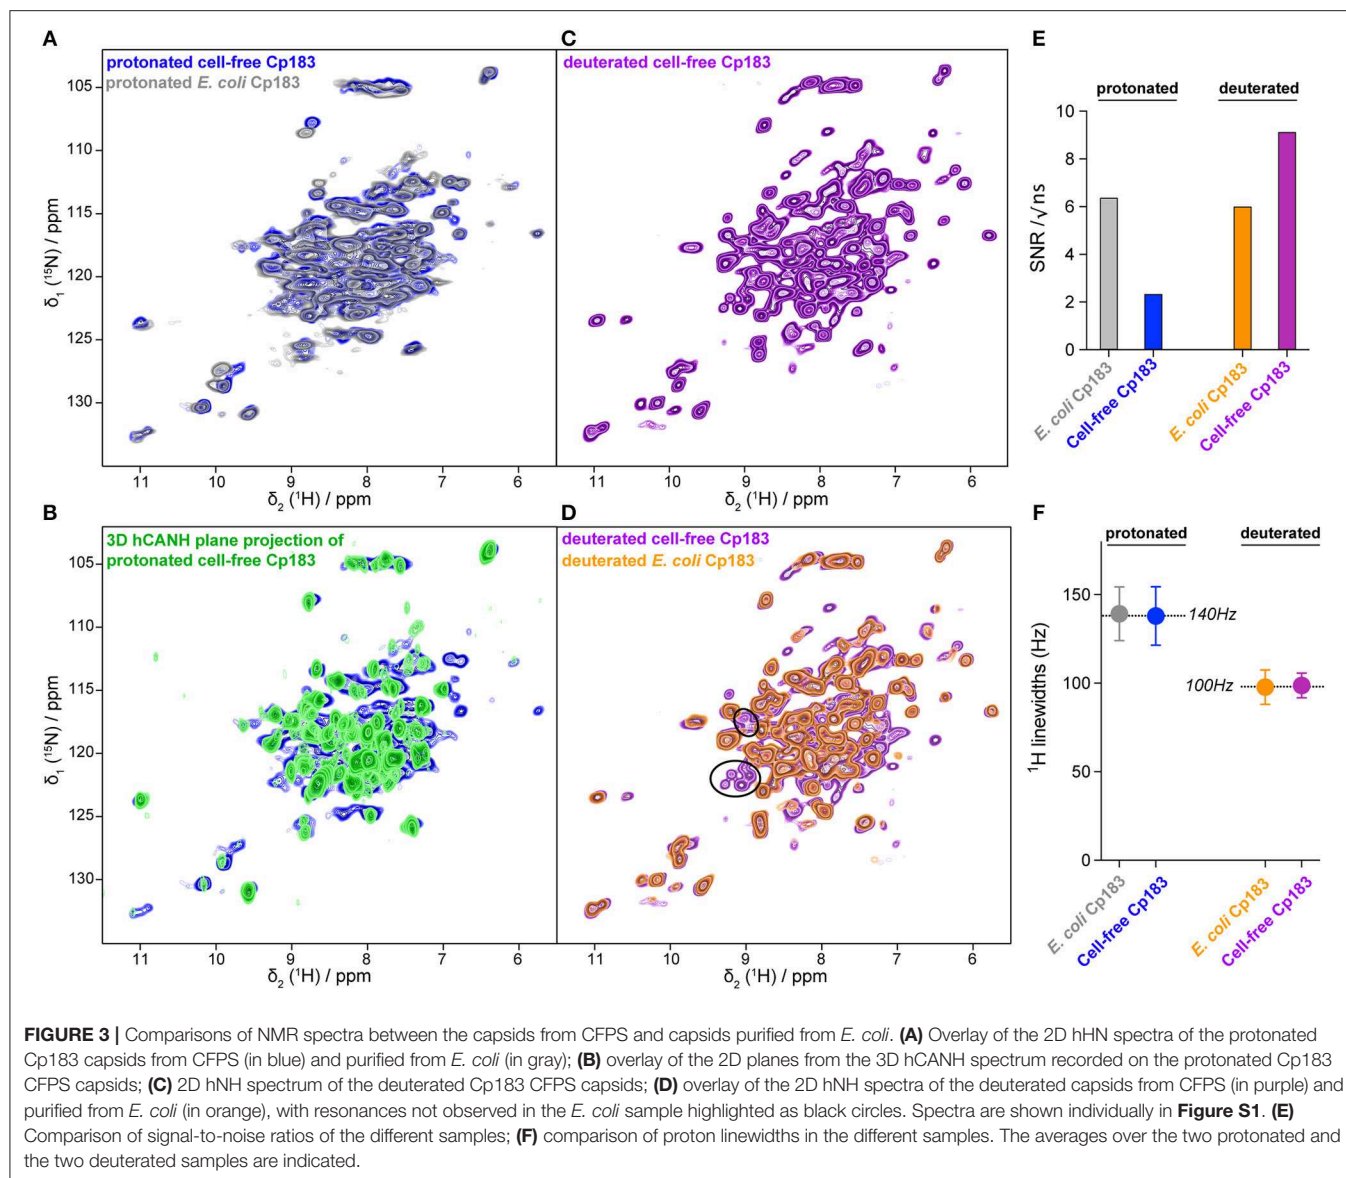 A
protonated cell-free Cp183
protonated E. coli Cp183
105
110
115
120
125
130
δ1 (15N) / ppm
11 10 9 8 7 6
δ2 (1H) / ppm
C
deuterated cell-free Cp183
11 10 9 8 7 6
δ2 (1H) / ppm
E
protonated deuterated
10
8
6
4
2
0
SNR /√ns
E. coli Cp183
Cell-free Cp183
E. coli Cp183
Cell-free Cp183
B
3D hCANH plane projection of
protonated cell-free Cp183
105
110
115
120
125
130
δ1 (15N) / ppm
11 10 9 8 7 6
δ2 (1H) / ppm
D
deuterated cell-free Cp183
deuterated E. coli Cp183
11 10 9 8 7 6
δ2 (1H) / ppm
F
protonated deuterated
150
100
50
0
1H linewidths (Hz)
140Hz
100Hz
E. coli Cp183
Cell-free Cp183
E. coli Cp183
Cell-free Cp183
FIGURE 3 | Comparisons of NMR spectra between the capsids from CFPS and capsids purified from E. coli. (A) Overlay of the 2D hHN spectra of the protonated
Cp183 capsids from CFPS (in blue) and purified from E. coli (in gray); (B) overlay of the 2D planes from the 3D hCANH spectrum recorded on the protonated Cp183
CFPS capsids; (C) 2D hNH spectrum of the deuterated Cp183 CFPS capsids; (D) overlay of the 2D hNH spectra of the deuterated capsids from CFPS (in purple) and
purified from E. coli (in orange), with resonances not observed in the E. coli sample highlighted as black circles. Spectra are shown individually in Figure S1. (E)
Comparison of signal-to-noise ratios of the different samples; (F) comparison of proton linewidths in the different samples. The averages over the two protonated and
the two deuterated samples are indicated.